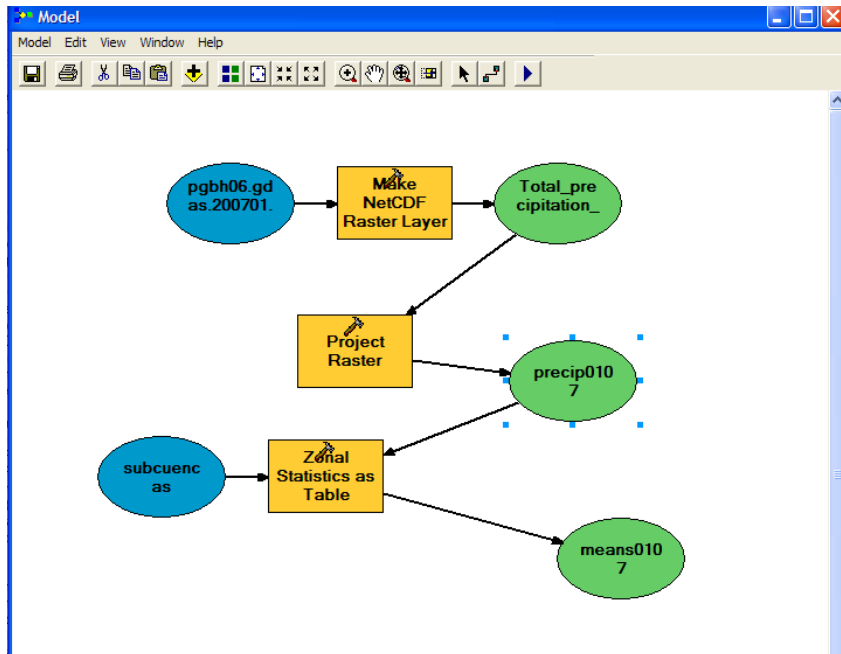 Model
Model Edit View Window Help
pgbh06.gd
as.200701.
Make
NetCDF
Raster Layer
Total_pre
cipitation_
Project
Raster
precip010
7
subcuenc
as
Zonal
Statistics as
Table
means010
7